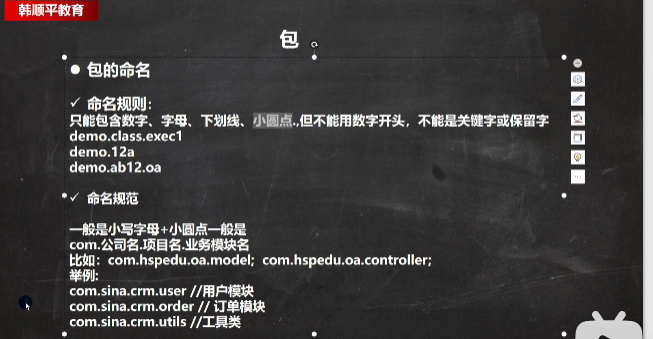 韩顺平教育
包
● 包的命名
✓ 命名规则：
只能包含数字、字母、下划线、小圆点.,但不能用数字开头，不能是关键字或保留字
demo.class.exec1
demo.12a
demo.ab12.oa
✓ 命名规范
一般是小写字母+小圆点一般是
com.公司名.项目名.业务模块名
比如：com.hspedu.oa.model; com.hspedu.oa.controller;
举例:
com.sina.crm.user //用户模块
com.sina.crm.order // 订单模块
com.sina.crm.utils //工具类